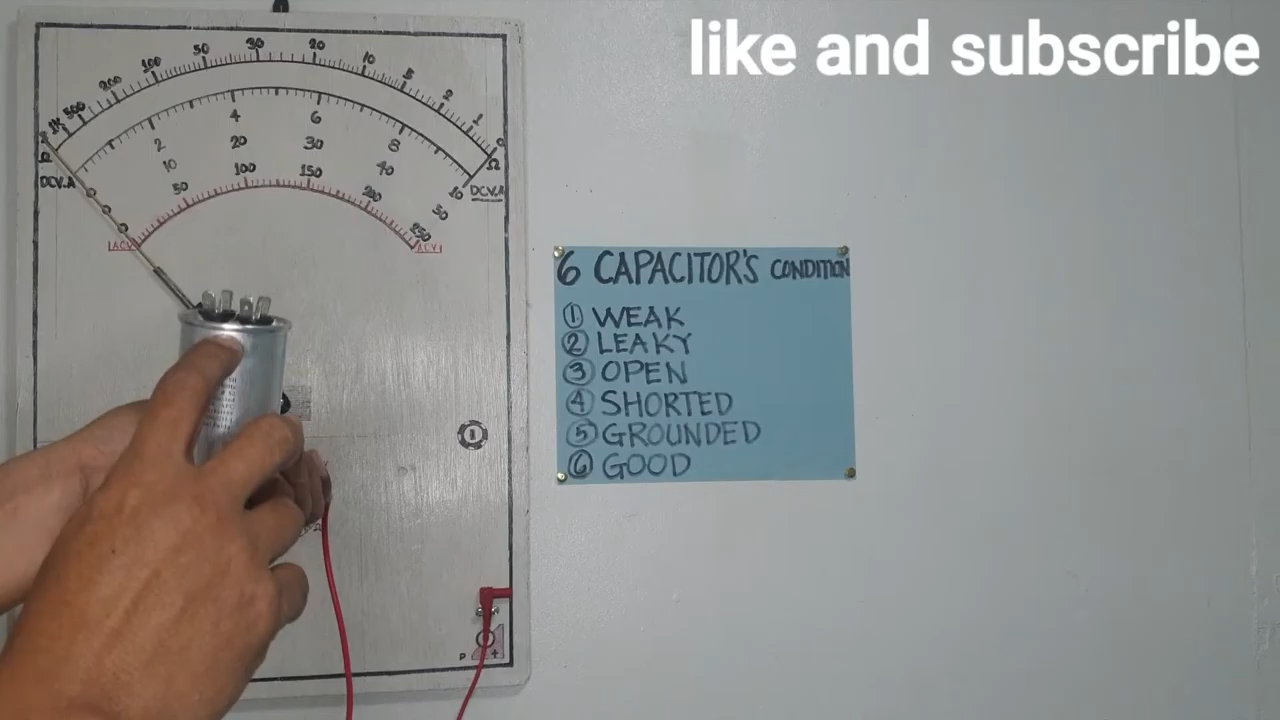 like and subscribe
1K 500 200 100 50 30 20 10 5 2 1 0
Ω Ω
2 4 6 8 10
10 20 30 40 50
DCV.A DCV.A
50 100 150 200 250
ACV ACV
6 CAPACITOR'S CONDITION
1 WEAK
2 LEAKY
3 OPEN
4 SHORTED
5 GROUNDED
6 GOOD
P +